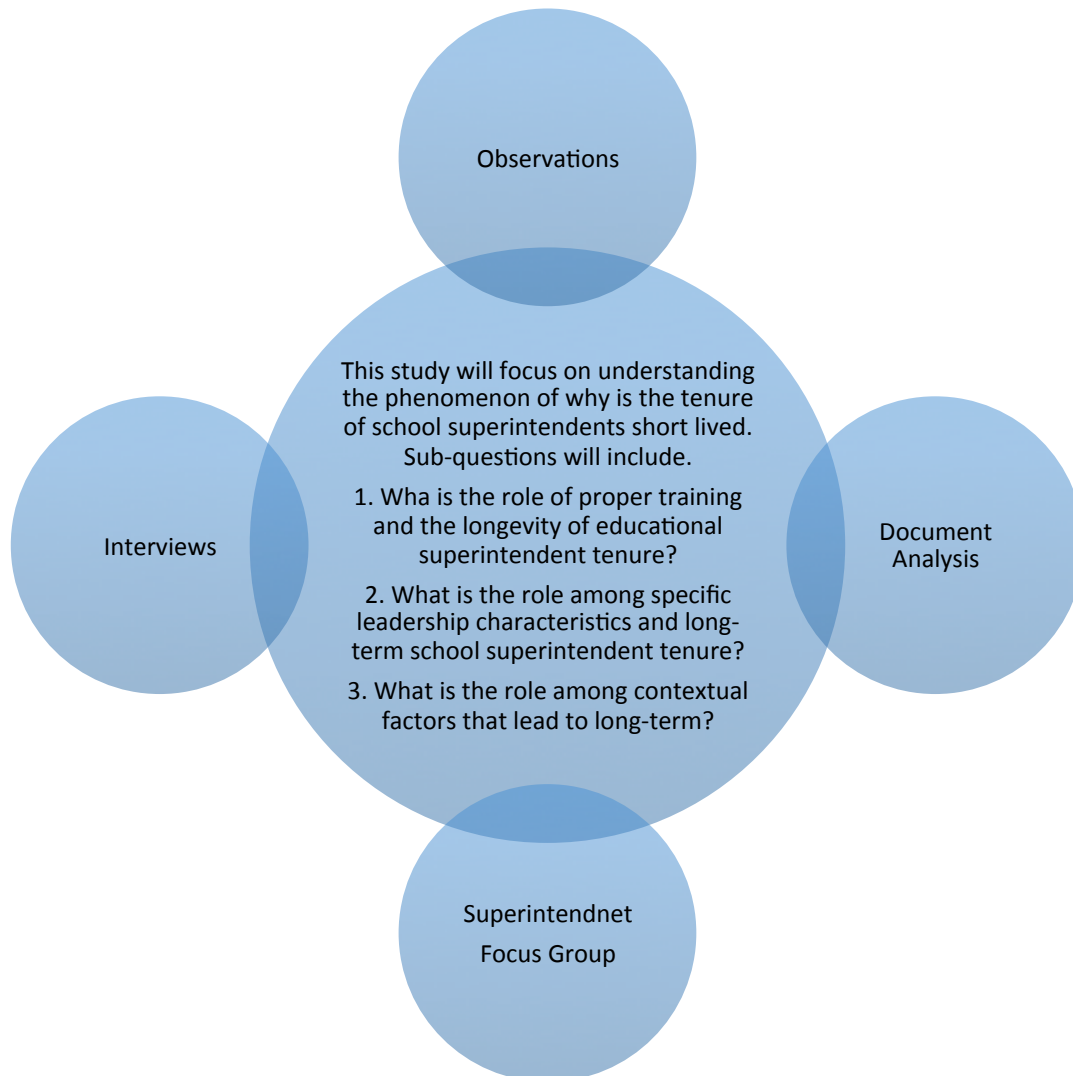 Observations
This study will focus on understanding
the phenomenon of why is the tenure
of school superintendents short lived.
Sub-questions will include.
1. Wha is the role of proper training
and the longevity of educational
superintendent tenure?
2. What is the role among specific
leadership characteristics and long-
term school superintendent tenure?
3. What is the role among contextual
factors that lead to long-term?
Interviews
Document
Analysis
Superintendnet
Focus Group